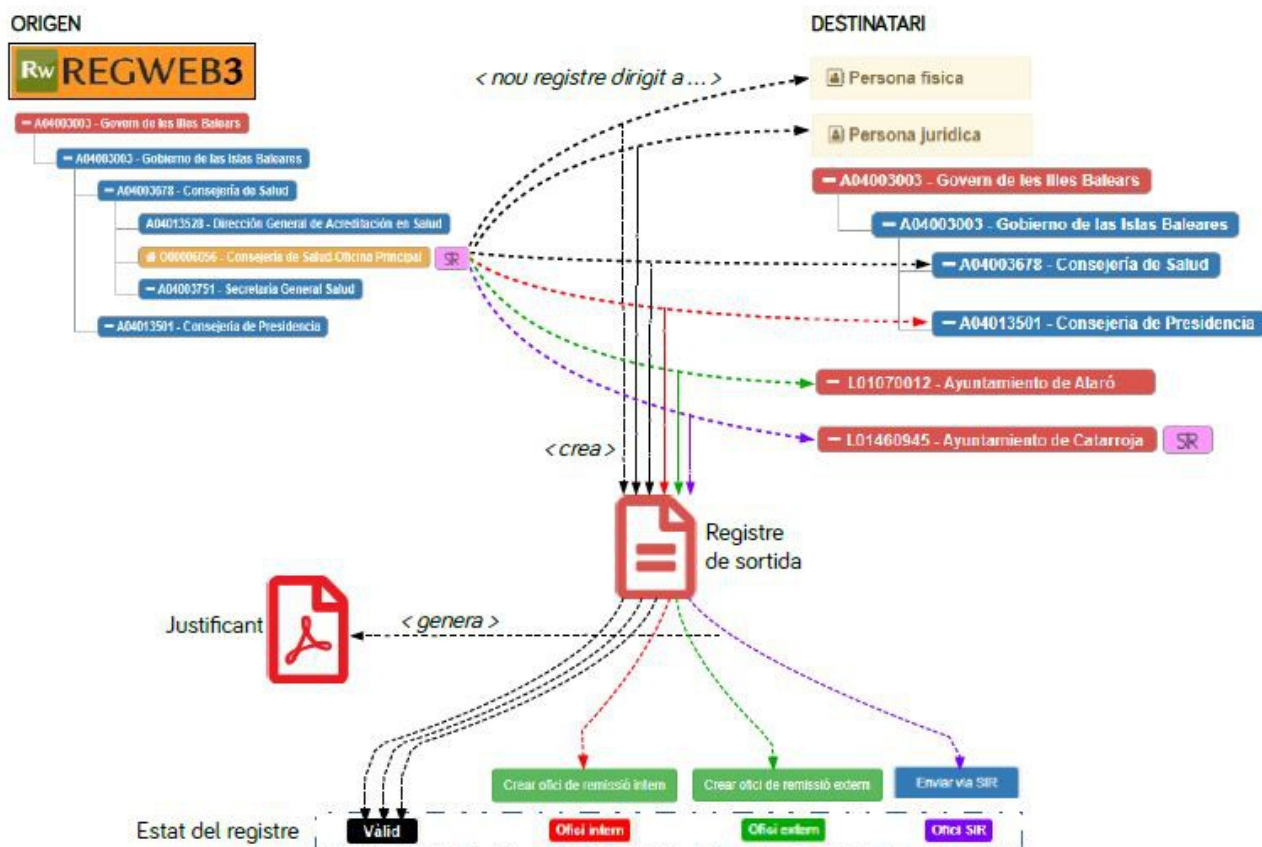 ORIGEN
Rw REGWEB3
A04003003 - Govern de les Illes Balears
A04003003 - Gobierno de las Islas Baleares
A04003678 - Consejería de Salud
A04013528 - Dirección General de Acreditación en Salud
O00006056 - Consejería de Salud-Oficina Principal
SIR
A04003751 - Secretaria General Salud
A04013501 - Consejería de Presidencia
< nou registre dirigit a ... >
DESTINATARI
Persona fisica
Persona juridica
A04003003 - Govern de les Illes Balears
A04003003 - Gobierno de las Islas Baleares
A04003678 - Consejería de Salud
A04013501 - Consejería de Presidencia
L01070012 - Ayuntamiento de Alaró
L01460945 - Ayuntamiento de Catarroja
SIR
< crea >
Registre
de sortida
Justificant
< genera >
Crear ofici de remissió intern
Crear ofici de remissió extern
Enviar via SIR
Estat del registre
Vàlid
Ofici intern
Ofici extern
Ofici SIR